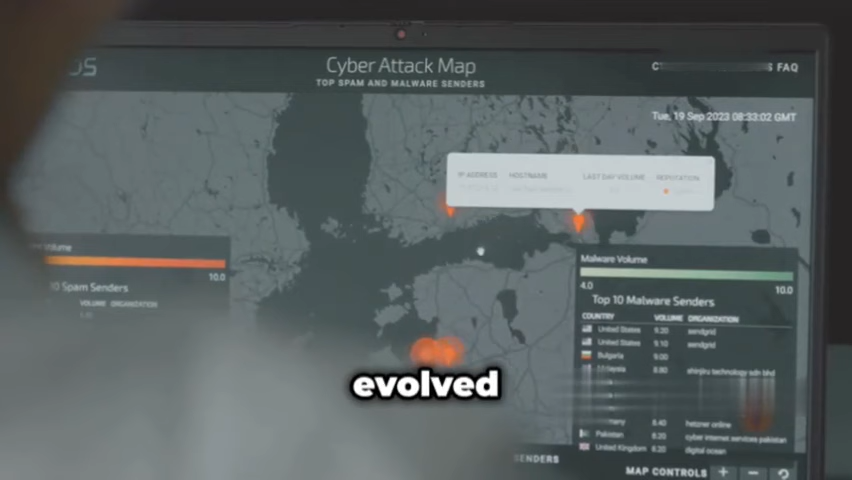 OS
Cyber Attack Map
TOP SPAM AND MALWARE SENDERS
FAQ
Tue, 19 Sep 2023 08:33:02 GMT
IP ADDRESS HOSTNAME LAST DAY VOLUME REPUTATION
Volume
10.0
10 Spam Senders
VOLUME ORGANIZATION
Malware Volume
4.0 10.0
Top 10 Malware Senders
COUNTRY VOLUME ORGANIZATION
United States 9.20 sendgrid
United States 9.10 sendgrid
Bulgaria 9.00
Malaysia 8.80 shinjiru technology sdn bhd
many 8.40 hetzner online
Pakistan 8.20 cyber internet services pakistan
United Kingdom 8.20 digital ocean
evolved
SENDERS
MAP CONTROLS + −